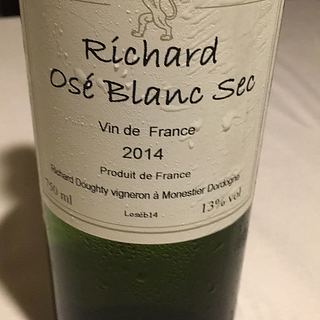 Richard
Osé Blanc Sec
Vin de France
2014
Produit de France
Richard Doughty vigneron à Monestier Dordogne
750 ml
13% vol
Loséb14